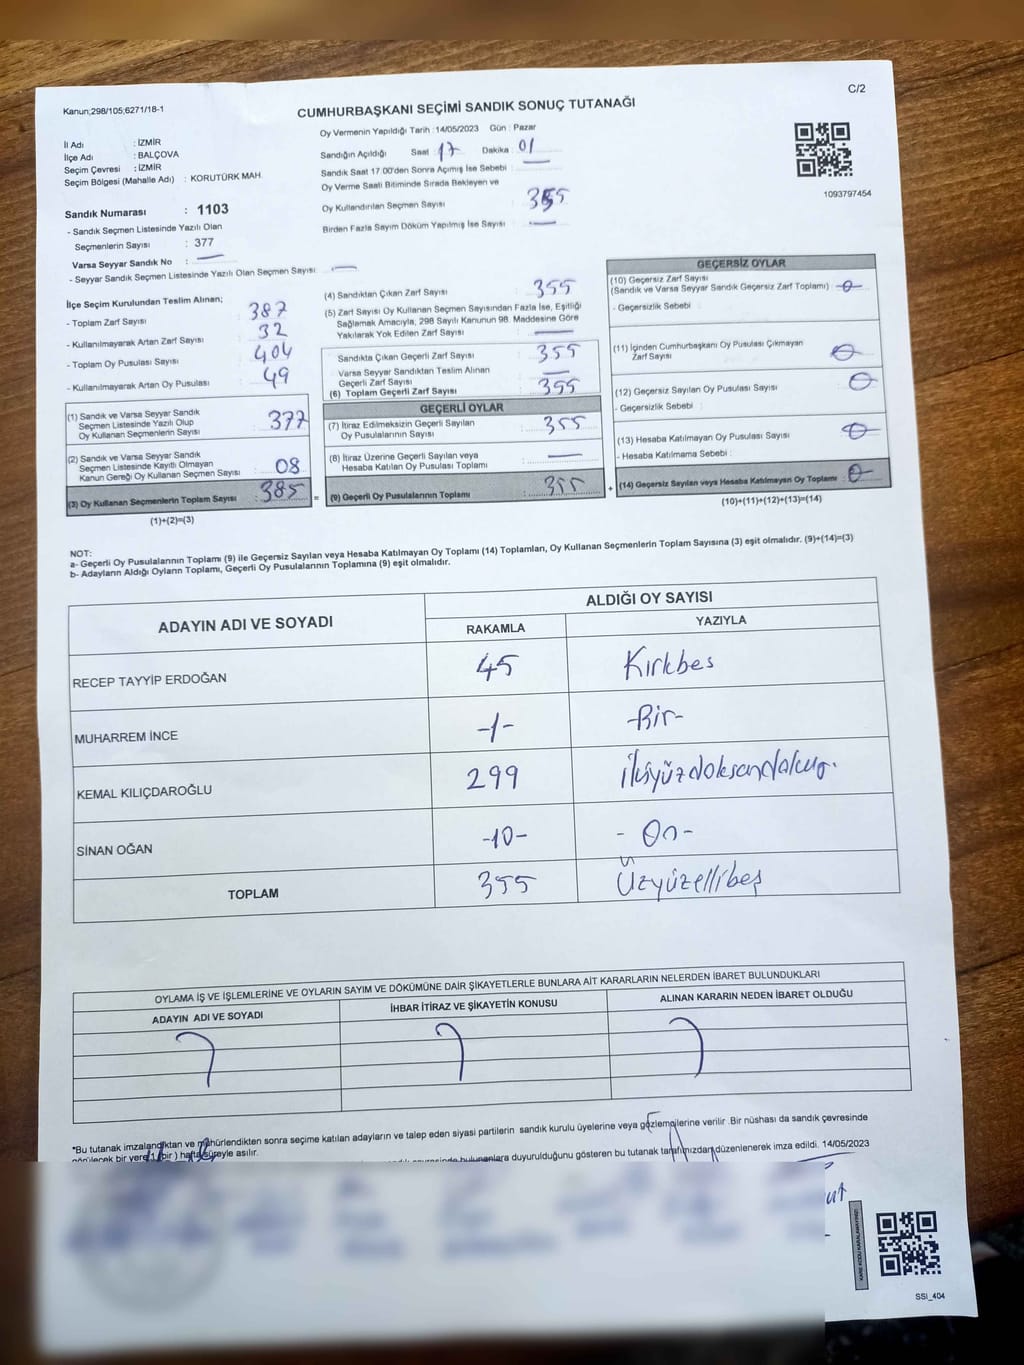 C/2
Kanun;298/105;6271/18-1
CUMHURBAŞKANI SEÇİMİ SANDIK SONUÇ TUTANAĞI
Oy Vermenin Yapıldığı Tarih : 14/05/2023 Gün : Pazar
İl Adı : İZMİR
İlçe Adı : BALÇOVA
Seçim Çevresi : İZMİR
Seçim Bölgesi (Mahalle Adı) : KORUTÜRK MAH.
Sandığın Açıldığı Saat 17 Dakika : 01
Sandık Saat 17.00'den Sonra Açımış İse Sebebi :
Oy Verme Saati Bitiminde Sırada Bekleyen ve
Oy Kullandırılan Seçmen Sayısı : 355
Birden Fazla Sayım Döküm Yapılmış İse Sayısı : —
1093797454
Sandık Numarası : 1103
- Sandık Seçmen Listesinde Yazılı Olan
Seçmenlerin Sayısı : 377
Varsa Seyyar Sandık No : —
- Seyyar Sandık Seçmen Listesinde Yazılı Olan Seçmen Sayısı: —
İlçe Seçim Kurulundan Teslim Alınan;
- Toplam Zarf Sayısı : 387
- Kullanılmayarak Artan Zarf Sayısı : 32
- Toplam Oy Pusulası Sayısı : 404
- Kullanılmayarak Artan Oy Pusulası : 49
(1) Sandık ve Varsa Seyyar Sandık
Seçmen Listesinde Yazılı Olup
Oy Kullanan Seçmenlerin Sayısı : 377
(2) Sandık ve Varsa Seyyar Sandık
Seçmen Listesinde Kayıtlı Olmayan
Kanun Gereği Oy Kullanan Seçmen Sayısı : 08
(3) Oy Kullanan Seçmenlerin Toplam Sayısı : 385 =
(1)+(2)=(3)
(4) Sandıktan Çıkan Zarf Sayısı : 355
(5) Zarf Sayısı Oy Kullanan Seçmen Sayısından Fazla İse, Eşitliği
Sağlamak Amacıyla, 298 Sayılı Kanunun 98. Maddesine Göre
Yakılarak Yok Edilen Zarf Sayısı : —
Sandıkta Çıkan Geçerli Zarf Sayısı : 355
Varsa Seyyar Sandıktan Teslim Alınan
Geçerli Zarf Sayısı : —
(6) Toplam Geçerli Zarf Sayısı : 355
GEÇERLİ OYLAR
(7) İtiraz Edilmeksizin Geçerli Sayılan
Oy Pusulalarının Sayısı : 355
(8) İtiraz Üzerine Geçerli Sayılan veya
Hesaba Katılan Oy Pusulası Toplamı : —
(9) Geçerli Oy Pusulalarının Toplamı : 355 +
GEÇERSİZ OYLAR
(10) Geçersiz Zarf Sayısı
(Sandık ve Varsa Seyyar Sandık Geçersiz Zarf Toplamı) : 0
- Geçersizlik Sebebi :
(11) İçinden Cumhurbaşkanı Oy Pusulası Çıkmayan
Zarf Sayısı : 0
(12) Geçersiz Sayılan Oy Pusulası Sayısı : 0
- Geçersizlik Sebebi :
(13) Hesaba Katılmayan Oy Pusulası Sayısı : 0
- Hesaba Katılmama Sebebi :
(14) Geçersiz Sayılan veya Hesaba Katılmayan Oy Toplamı : 0
(10)+(11)+(12)+(13)=(14)
NOT:
a- Geçerli Oy Pusulalarının Toplamı (9) ile Geçersiz Sayılan veya Hesaba Katılmayan Oy Toplamı (14) Toplamları, Oy Kullanan Seçmenlerin Toplam Sayısına (3) eşit olmalıdır. (9)+(14)=(3)
b- Adayların Aldığı Oyların Toplamı, Geçerli Oy Pusulalarının Toplamına (9) eşit olmalıdır.
ADAYIN ADI VE SOYADI ALDIĞI OY SAYISI
RAKAMLA YAZIYLA
RECEP TAYYİP ERDOĞAN 45 Kırkbes
MUHARREM İNCE -1- -Bir-
KEMAL KILIÇDAROĞLU 299 ikiyüzdoksandokuz.
SİNAN OĞAN -10- - On -
TOPLAM 355 Üzyüzellibeş
OYLAMA İŞ VE İŞLEMLERİNE VE OYLARIN SAYIM VE DÖKÜMÜNE DAİR ŞİKAYETLERLE BUNLARA AİT KARARLARIN NELERDEN İBARET BULUNDUKLARI
ADAYIN ADI VE SOYADI İHBAR İTİRAZ VE ŞİKAYETİN KONUSU ALINAN KARARIN NEDEN İBARET OLDUĞU
*Bu tutanak imzalandıktan ve mühürlendikten sonra seçime katılan adayların ve talep eden siyasi partilerin sandık kurulu üyelerine veya gözlemcilerine verilir .Bir nüshası da sandık çevresinde
görülecek bir yere 1 (bir ) hafta süreyle asılır.
bulunanlara duyurulduğunu gösteren bu tutanak tarafımızdan düzenlenerek imza edildi. 14/05/2023
KARE KODU KARALAMAYINIZ!
SSI_404